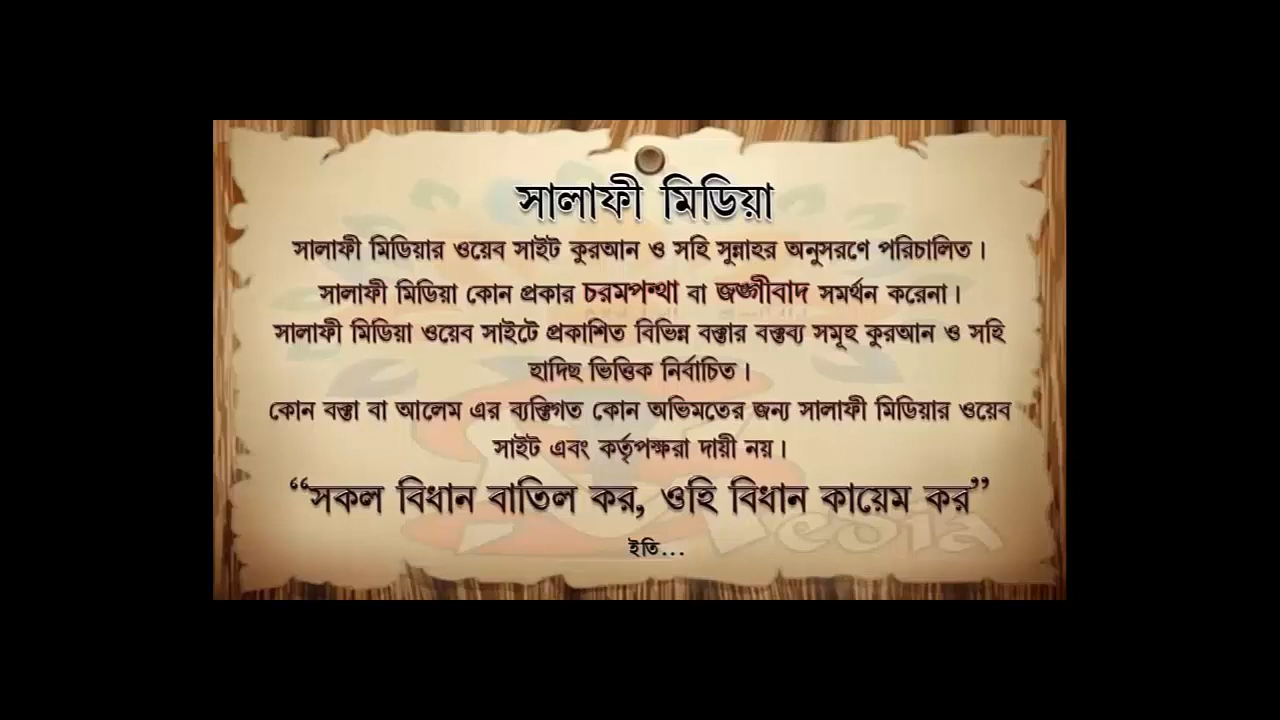 সালাফী মিডিয়া
সালাফী মিডিয়ার ওয়েব সাইট কুরআন ও সহি সুন্নাহর অনুসরণে পরিচালিত।
সালাফী মিডিয়া কোন প্রকার চরমপন্থা বা জঙ্গীবাদ সমর্থন করেনা।
সালাফী মিডিয়া ওয়েব সাইটে প্রকাশিত বিভিন্ন বক্তার বক্তব্য সমূহ কুরআন ও সহি
হাদিছ ভিত্তিক নির্বাচিত।
কোন বক্তা বা আলেম এর ব্যক্তিগত কোন অভিমতের জন্য সালাফী মিডিয়ার ওয়েব
সাইট এবং কর্তৃপক্ষরা দায়ী নয়।
“সকল বিধান বাতিল কর, ওহি বিধান কায়েম কর”
edia
ইতি...